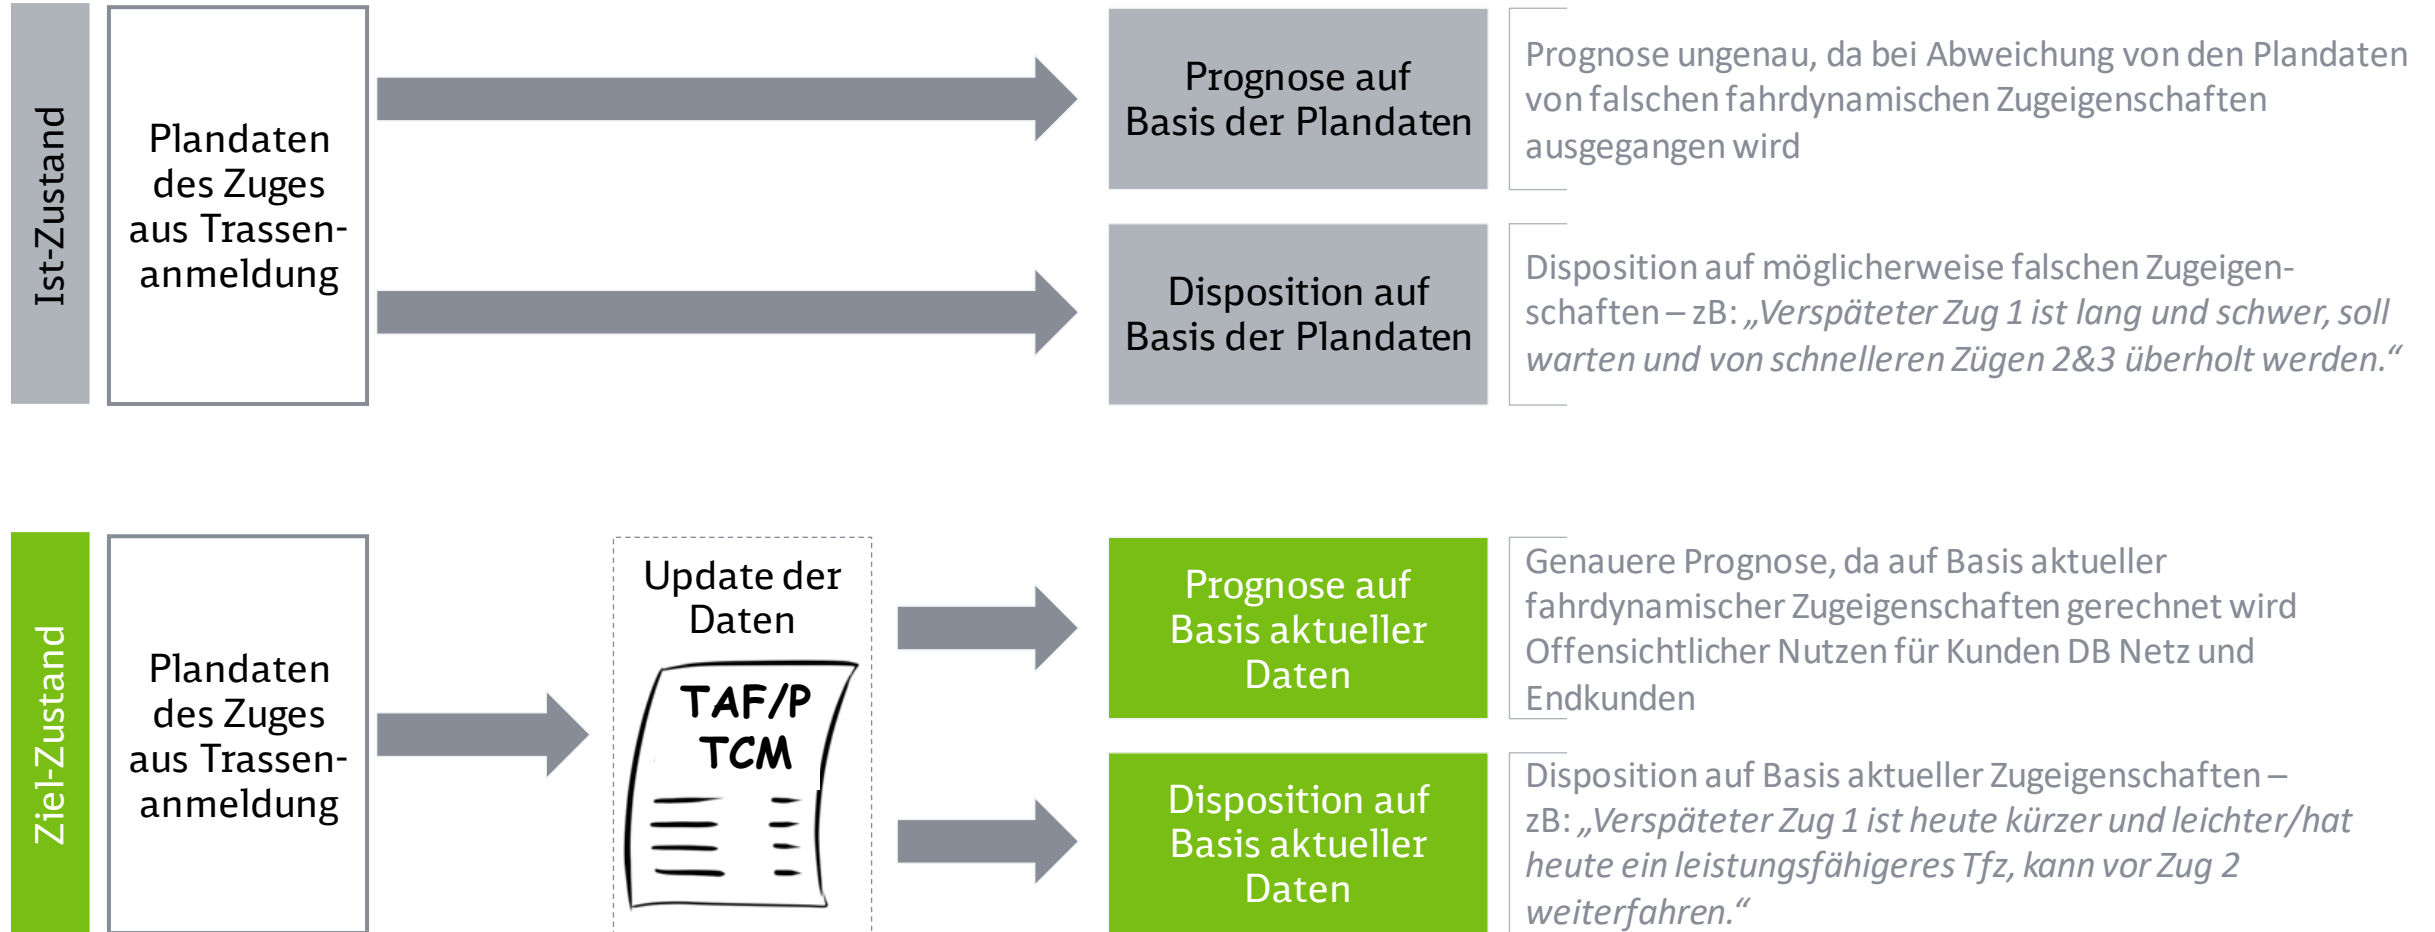 Ist-Zustand
Plandaten
des Zuges
aus Trassen-
anmeldung
Prognose auf
Basis der Plandaten
Prognose ungenau, da bei Abweichung von den Plandaten
von falschen fahrdynamischen Zugeigenschaften
ausgegangen wird
Disposition auf
Basis der Plandaten
Disposition auf möglicherweise falschen Zugeigen-
schaften – zB: „Verspäteter Zug 1 ist lang und schwer, soll
warten und von schnelleren Zügen 2&3 überholt werden.“
Ziel-Zustand
Plandaten
des Zuges
aus Trassen-
anmeldung
Update der
Daten
TAF/P
TCM
Prognose auf
Basis aktueller
Daten
Genauere Prognose, da auf Basis aktueller
fahrdynamischer Zugeigenschaften gerechnet wird
Offensichtlicher Nutzen für Kunden DB Netz und
Endkunden
Disposition auf
Basis aktueller
Daten
Disposition auf Basis aktueller Zugeigenschaften –
zB: „Verspäteter Zug 1 ist heute kürzer und leichter/hat
heute ein leistungsfähigeres Tfz, kann vor Zug 2
weiterfahren.“